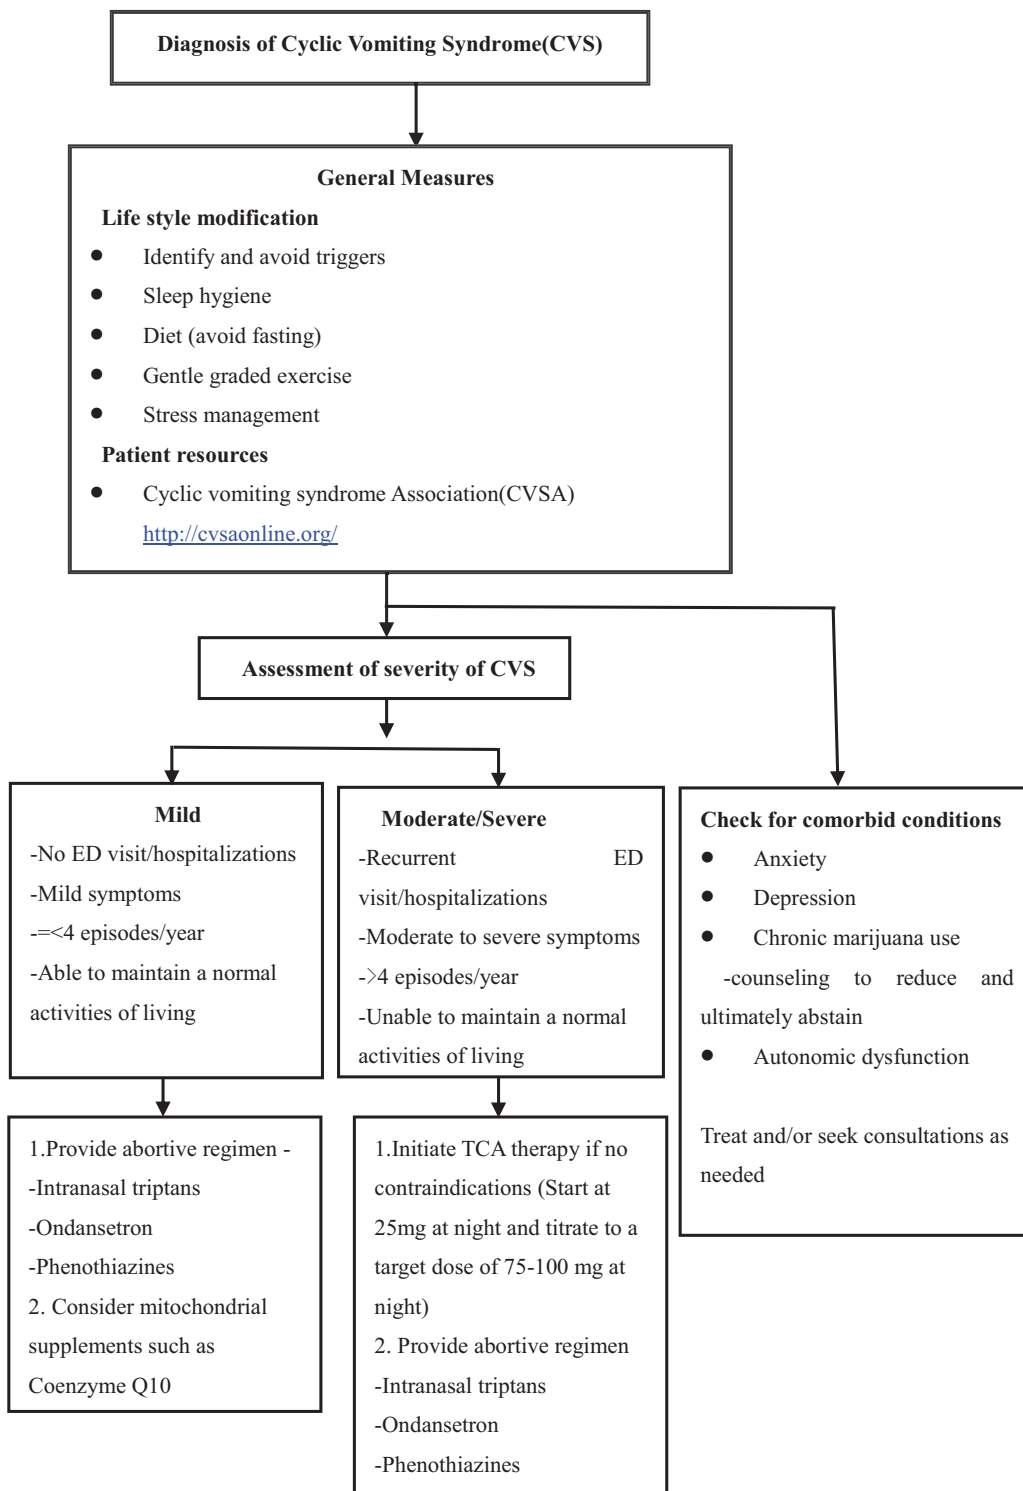 Diagnosis of Cyclic Vomiting Syndrome(CVS)
General Measures
Life style modification
● Identify and avoid triggers
● Sleep hygiene
● Diet (avoid fasting)
● Gentle graded exercise
● Stress management
Patient resources
● Cyclic vomiting syndrome Association(CVSA)
http://cvsaonline.org/
Assessment of severity of CVS
Mild
-No ED visit/hospitalizations
-Mild symptoms
-=<4 episodes/year
-Able to maintain a normal
activities of living
Moderate/Severe
-Recurrent ED
visit/hospitalizations
-Moderate to severe symptoms
->4 episodes/year
-Unable to maintain a normal
activities of living
Check for comorbid conditions
● Anxiety
● Depression
● Chronic marijuana use
-counseling to reduce and
ultimately abstain
● Autonomic dysfunction
Treat and/or seek consultations as
needed
1.Provide abortive regimen -
-Intranasal triptans
-Ondansetron
-Phenothiazines
2. Consider mitochondrial
supplements such as
Coenzyme Q10
1.Initiate TCA therapy if no
contraindications (Start at
25mg at night and titrate to a
target dose of 75-100 mg at
night)
2. Provide abortive regimen
-Intranasal triptans
-Ondansetron
-Phenothiazines